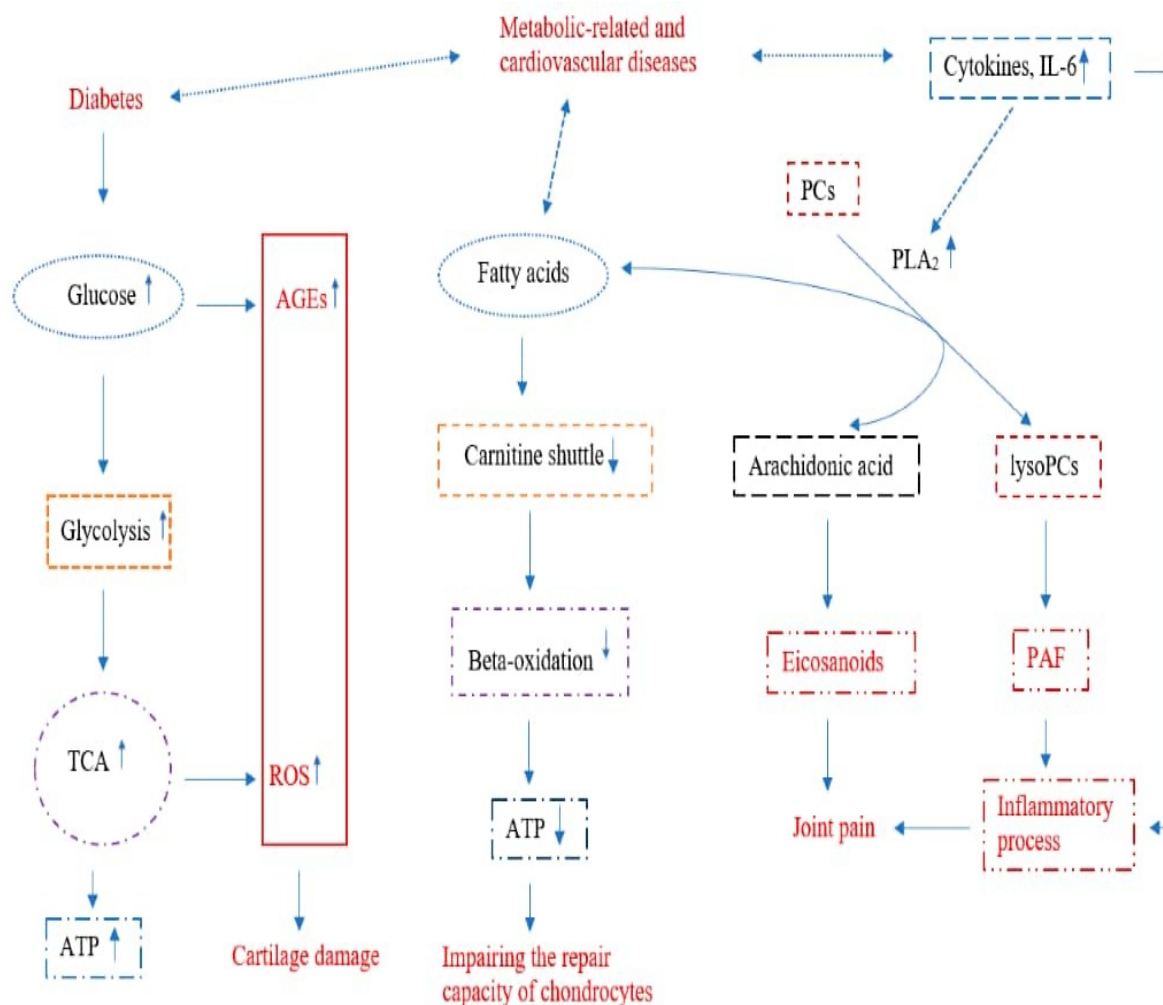 Metabolic-related and
cardiovascular diseases
Cytokines, IL-6
Diabetes
PCs
PLA₂
Glucose
AGEs
Fatty acids
Carnitine shuttle
Arachidonic acid
lysoPCs
Glycolysis
Beta-oxidation
Eicosanoids
PAF
TCA
ROS
ATP
Joint pain
Inflammatory
process
ATP
Cartilage damage
Impairing the repair
capacity of chondrocytes